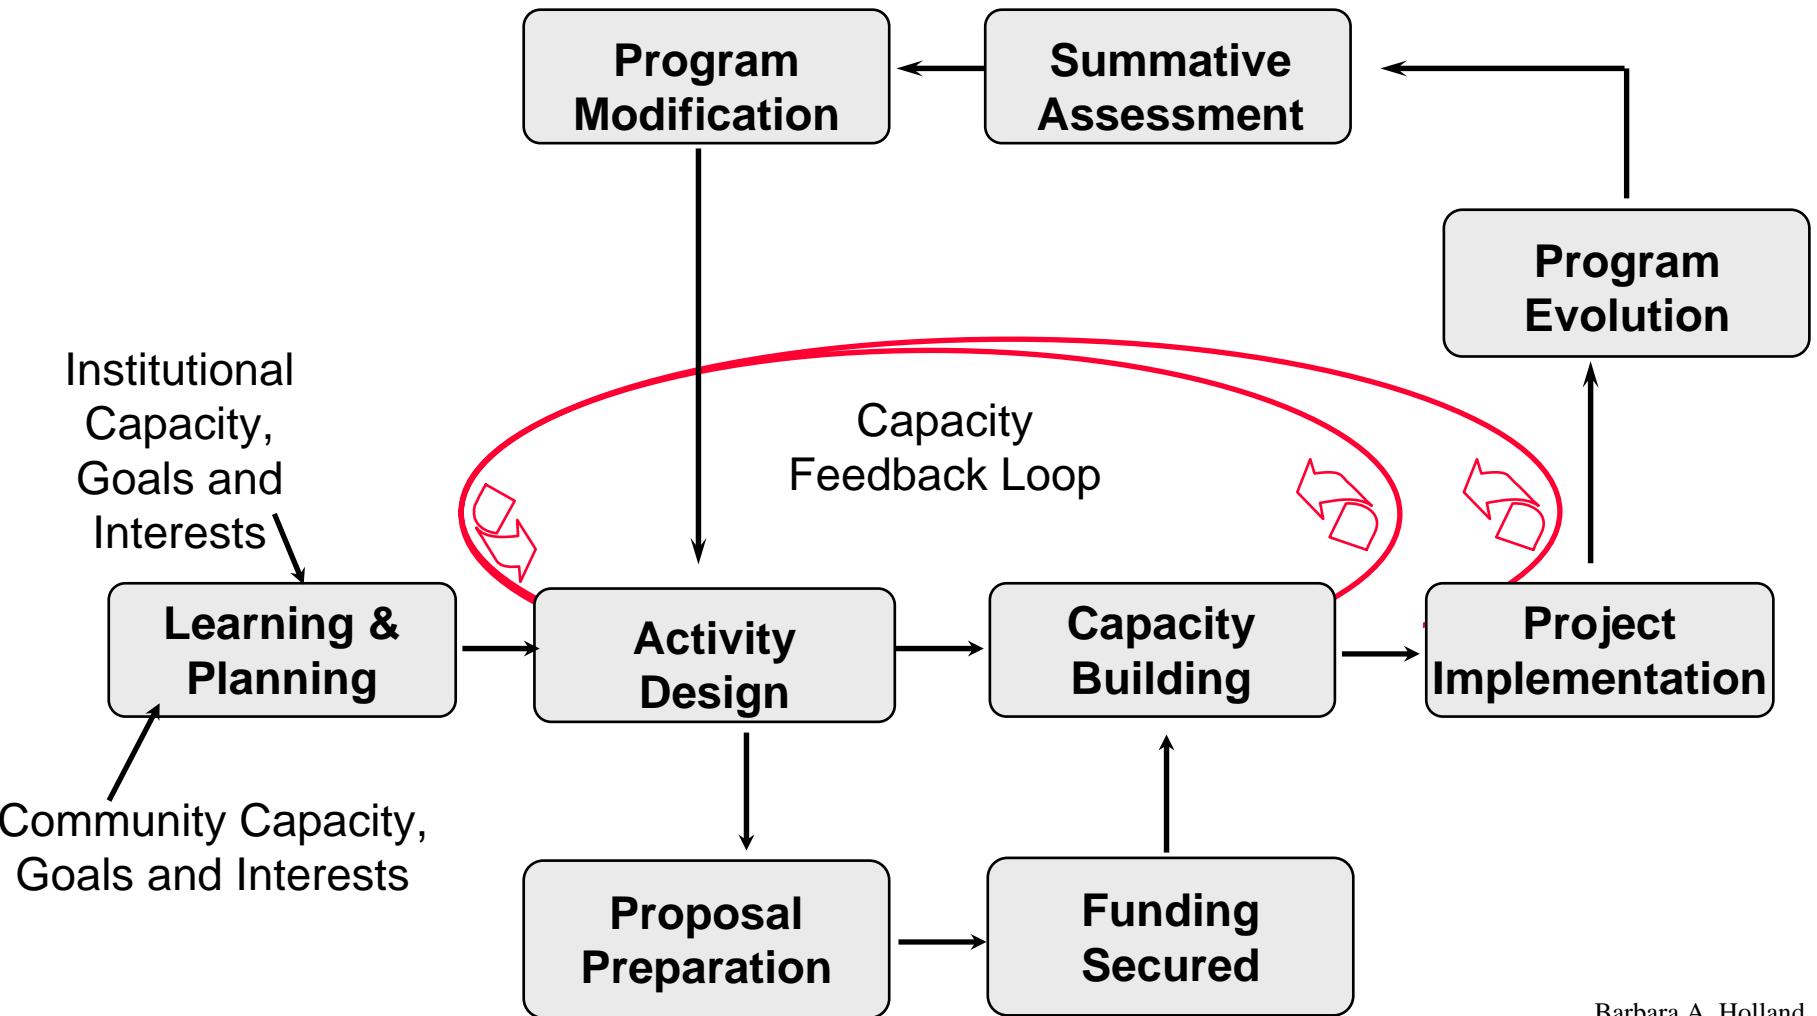 Program
Modification
Summative
Assessment
Program
Evolution
Institutional
Capacity,
Goals and
Interests
Capacity
Feedback Loop
Learning &
Planning
Activity
Design
Capacity
Building
Project
Implementation
Community Capacity,
Goals and Interests
Proposal
Preparation
Funding
Secured
Barbara A. Holland